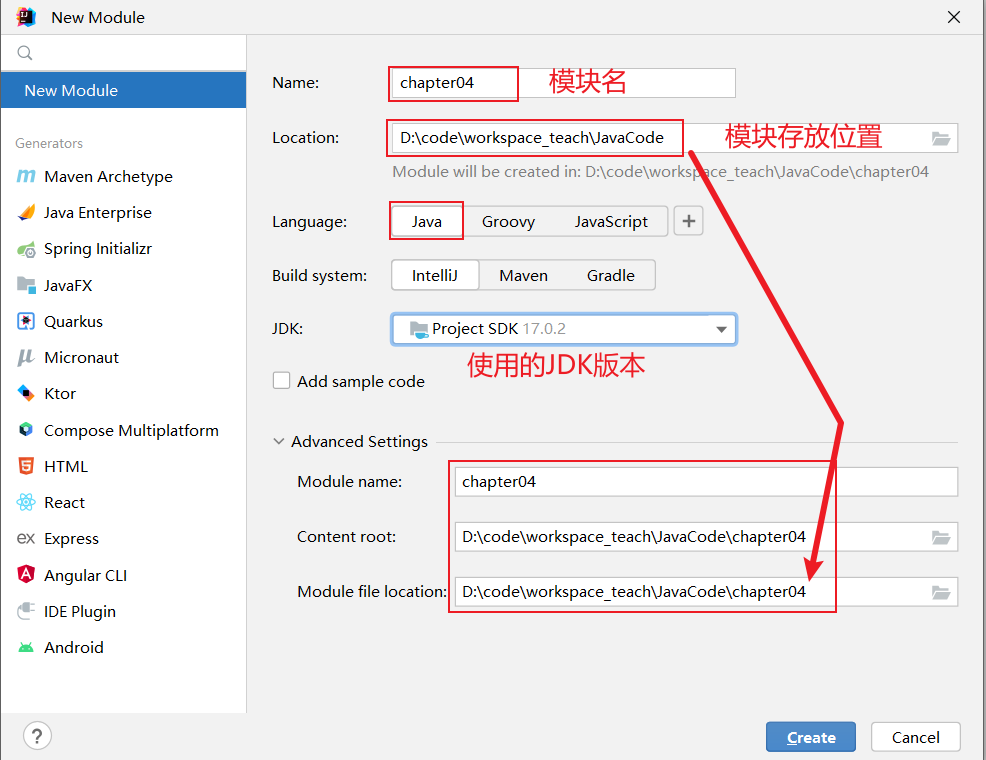 New Module
New Module
Generators
Maven Archetype
Java Enterprise
Spring Initializr
JavaFX
Quarkus
Micronaut
Ktor
Compose Multiplatform
HTML
React
Express
Angular CLI
IDE Plugin
Android
Name: chapter04 模块名
Location: D:\code\workspace_teach\JavaCode 模块存放位置
Module will be created in: D:\code\workspace_teach\JavaCode\chapter04
Language: Java Groovy JavaScript +
Build system: IntelliJ Maven Gradle
JDK: Project SDK 17.0.2
使用的JDK版本
Add sample code
Advanced Settings
Module name: chapter04
Content root: D:\code\workspace_teach\JavaCode\chapter04
Module file location: D:\code\workspace_teach\JavaCode\chapter04
? Create Cancel